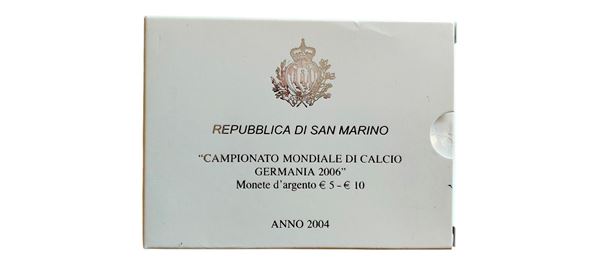 REPUBBLICA DI SAN MARINO
"CAMPIONATO MONDIALE DI CALCIO
GERMANIA 2006"
Monete d'argento € 5 – € 10
ANNO 2004